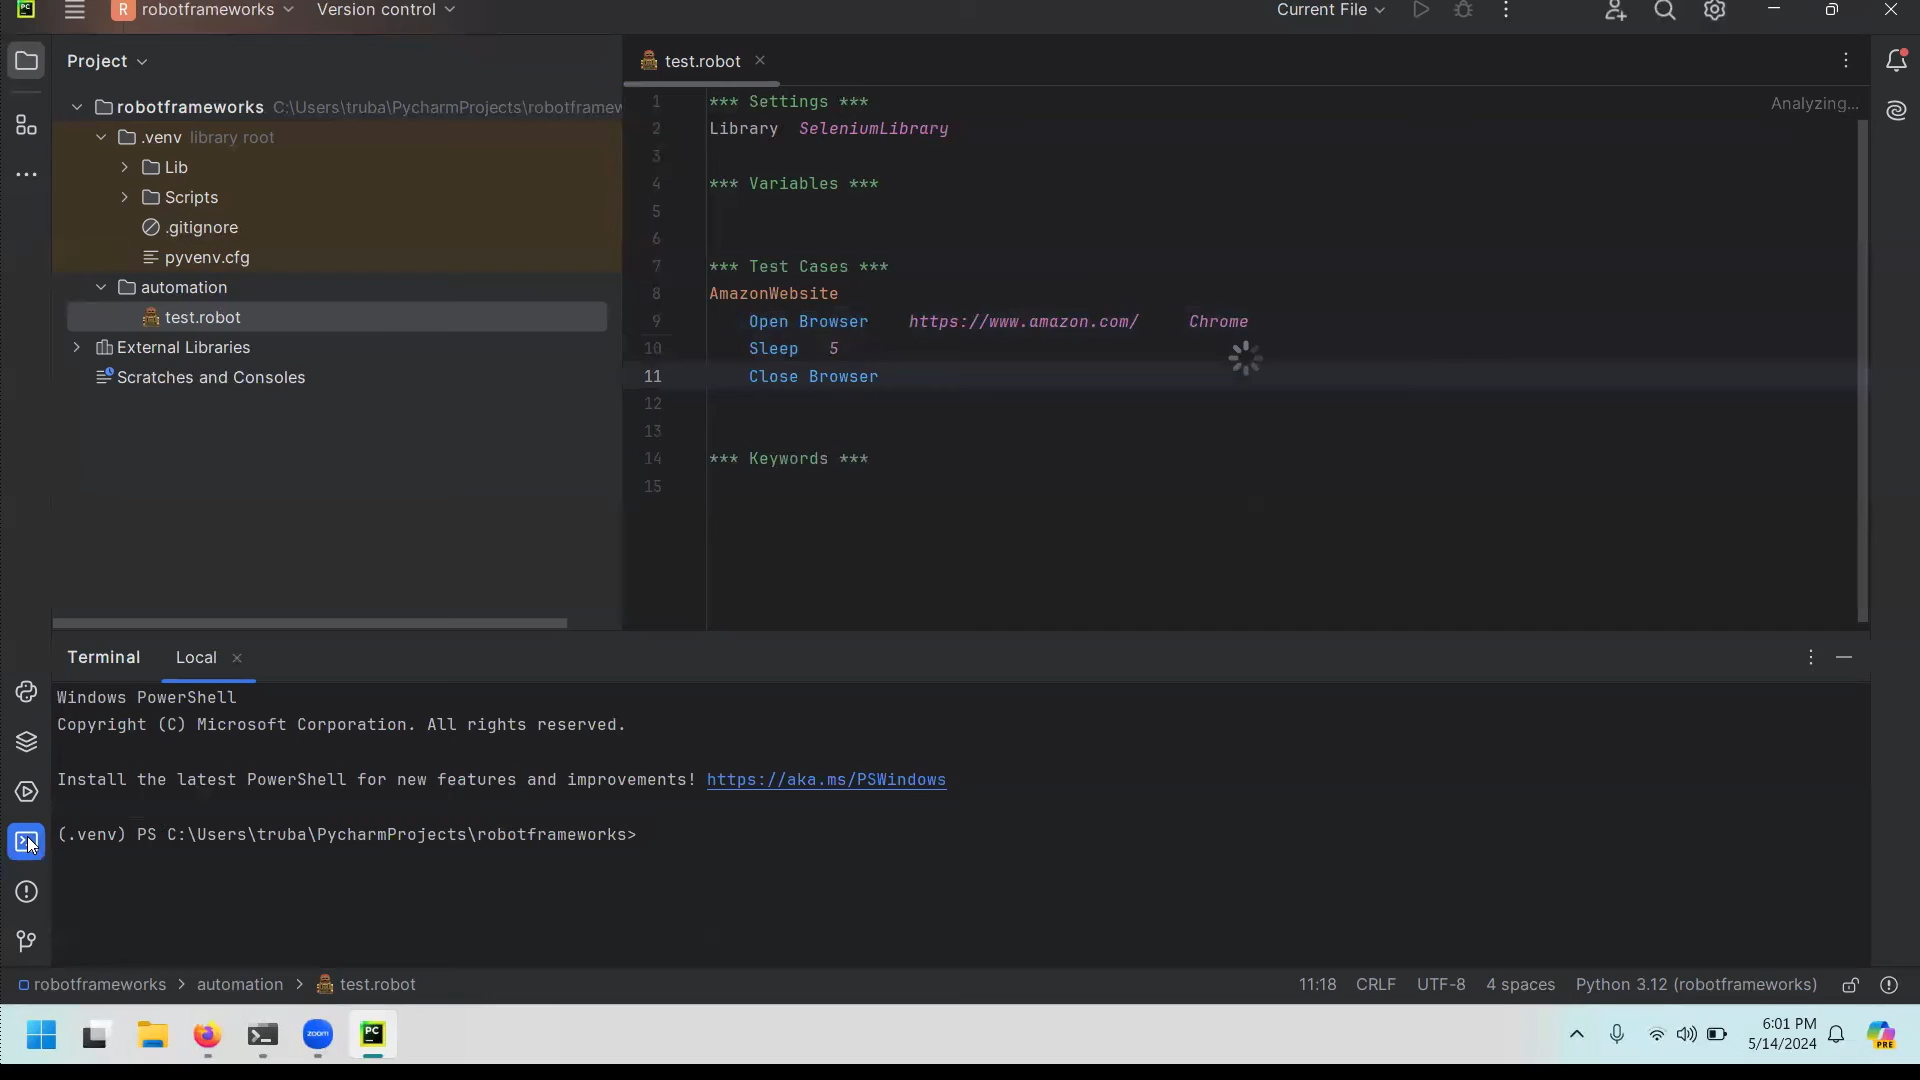 PC
R robotframeworks
Version control
Current File
Project
robotframeworks C:\Users\truba\PycharmProjects\robotframew
.venv library root
Lib
Scripts
.gitignore
pyvenv.cfg
automation
test.robot
External Libraries
Scratches and Consoles
test.robot
Analyzing...
1 *** Settings ***
2 Library SeleniumLibrary
3
4 *** Variables ***
5
6
7 *** Test Cases ***
8 AmazonWebsite
9 Open Browser https://www.amazon.com/ Chrome
10 Sleep 5
11 Close Browser
12
13
14 *** Keywords ***
15
Terminal Local
Windows PowerShell
Copyright (C) Microsoft Corporation. All rights reserved.
Install the latest PowerShell for new features and improvements! https://aka.ms/PSWindows
(.venv) PS C:\Users\truba\PycharmProjects\robotframeworks>
robotframeworks > automation > test.robot
11:18 CRLF UTF-8 4 spaces Python 3.12 (robotframeworks)
zoom
PC
6:01 PM
5/14/2024
PRE